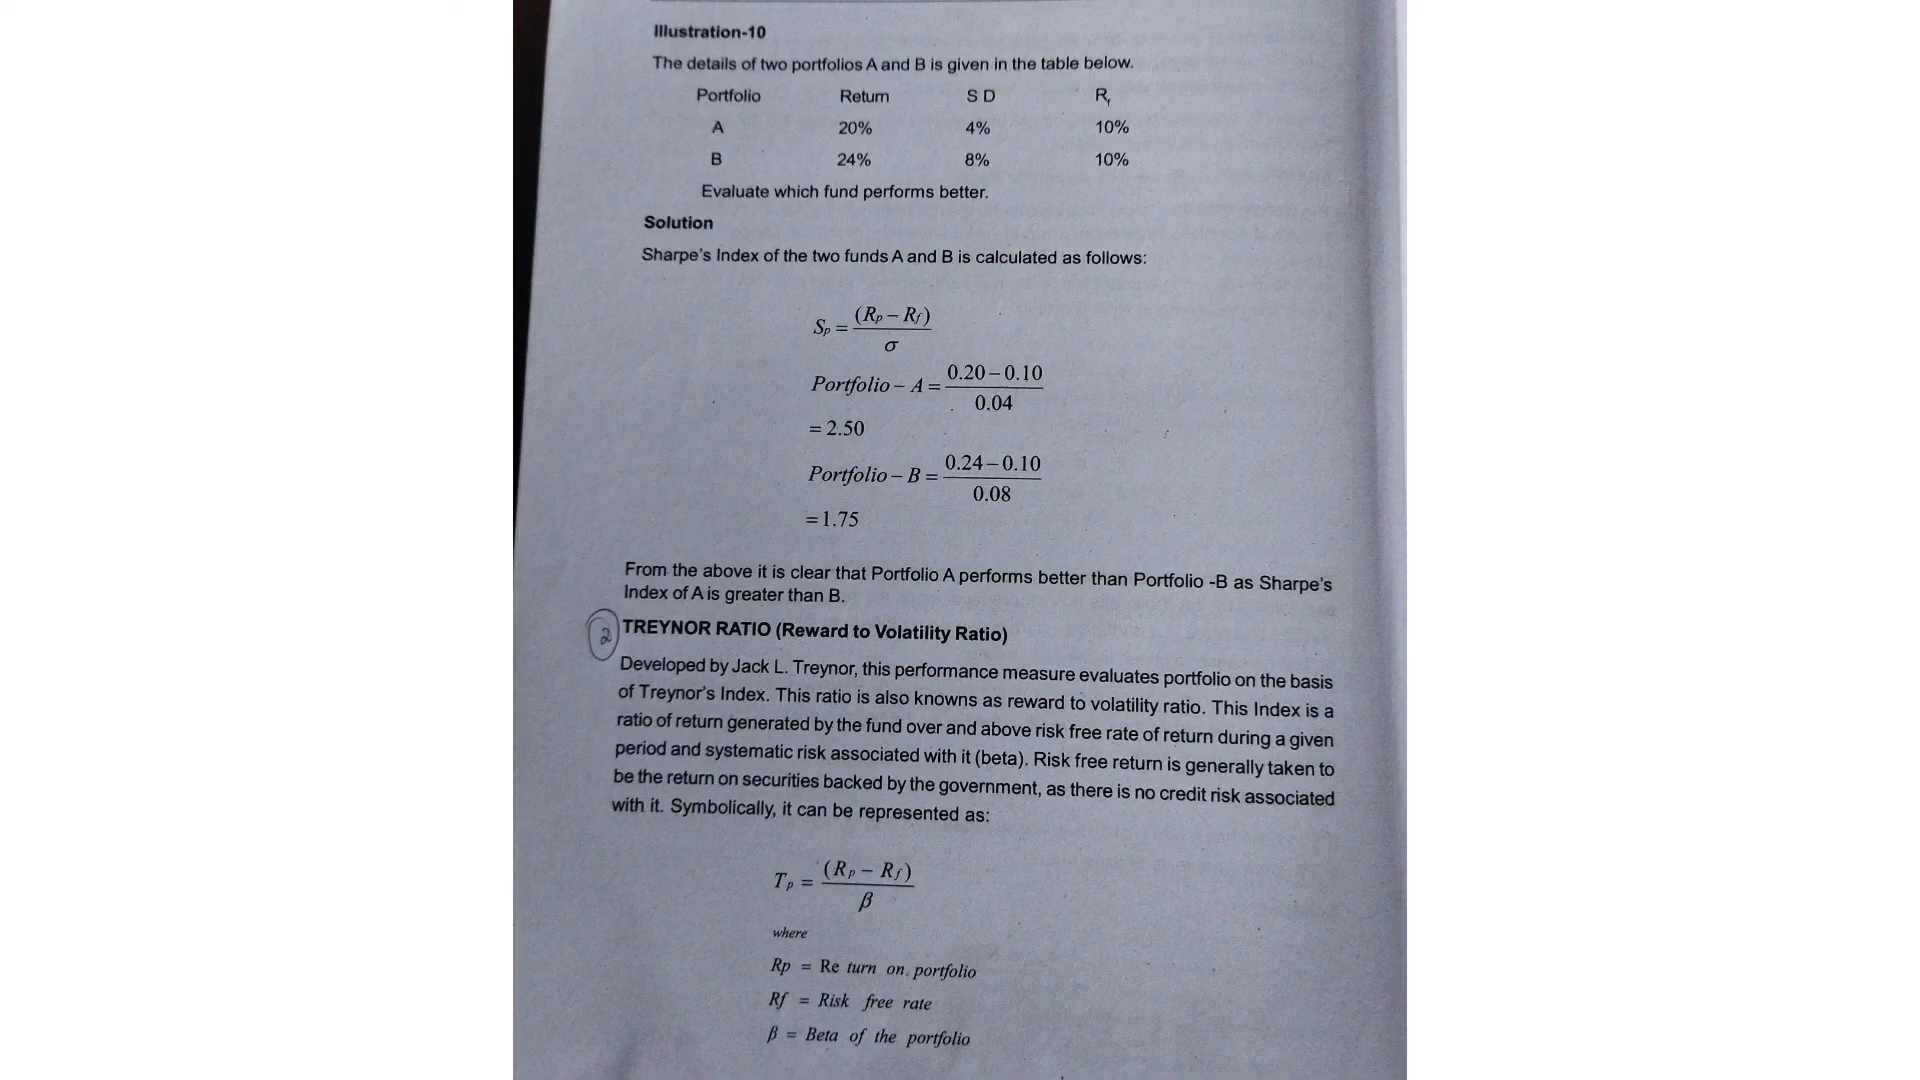 Illustration-10
The details of two portfolios A and B is given in the table below.
Portfolio Return S D Rf
A 20% 4% 10%
B 24% 8% 10%
Evaluate which fund performs better.
Solution
Sharpe's Index of the two funds A and B is calculated as follows:
Sp = (Rp − Rf) / σ
Portfolio − A = 0.20 − 0.10 / 0.04
= 2.50
Portfolio − B = 0.24 − 0.10 / 0.08
= 1.75
From the above it is clear that Portfolio A performs better than Portfolio -B as Sharpe's
Index of A is greater than B.
2 TREYNOR RATIO (Reward to Volatility Ratio)
Developed by Jack L. Treynor, this performance measure evaluates portfolio on the basis
of Treynor's Index. This ratio is also knowns as reward to volatility ratio. This Index is a
ratio of return generated by the fund over and above risk free rate of return during a given
period and systematic risk associated with it (beta). Risk free return is generally taken to
be the return on securities backed by the government, as there is no credit risk associated
with it. Symbolically, it can be represented as:
Tp = (Rp − Rf) / β
where
Rp = Re turn on portfolio
Rf = Risk free rate
β = Beta of the portfolio